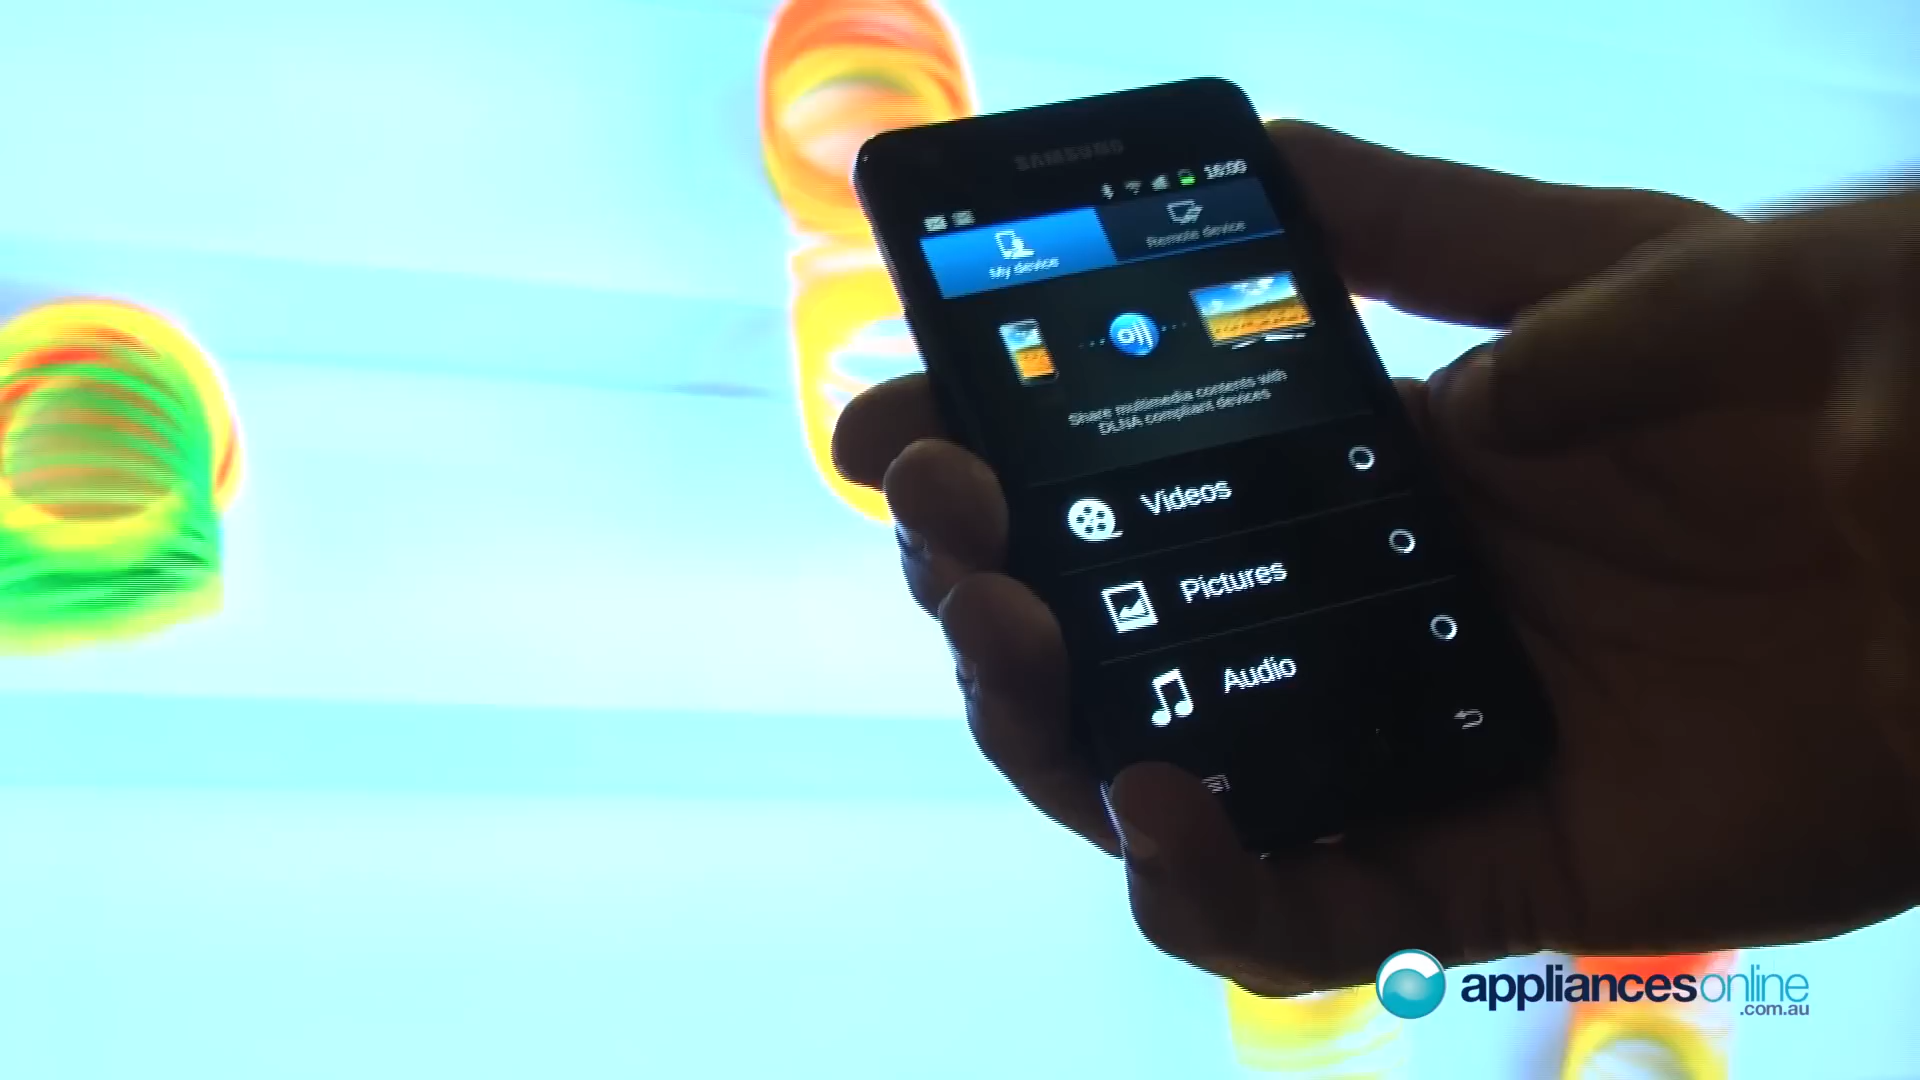 SAMSUNG
16:00
My device
Remote device
Share multimedia contents with
DLNA compliant devices
Videos
Pictures
Audio
appliancesonline
.com.au